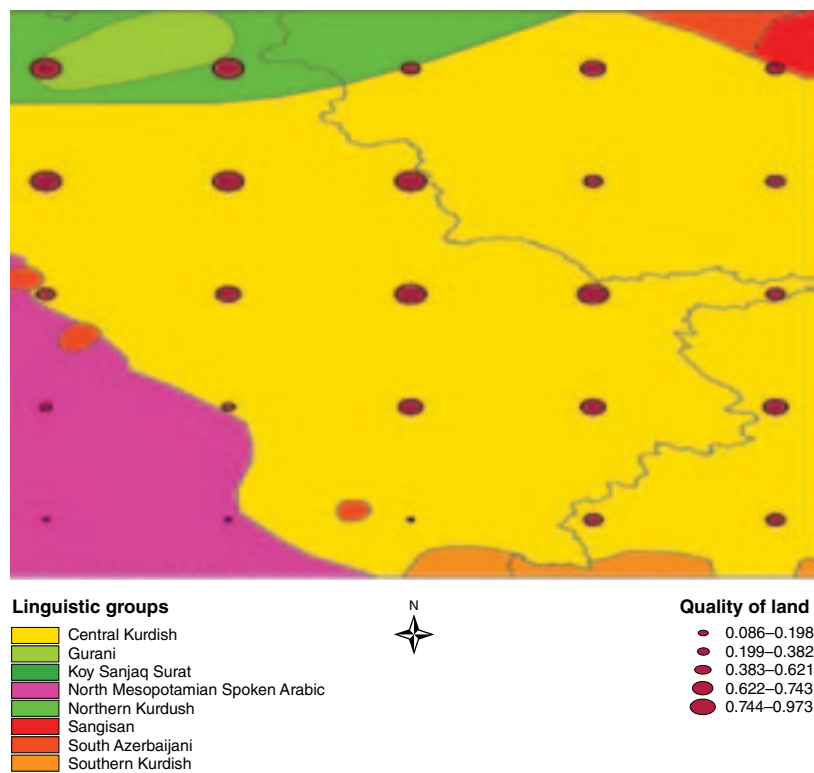 Linguistic groups
Central Kurdish
Gurani
Koy Sanjaq Surat
North Mesopotamian Spoken Arabic
Northern Kurdush
Sangisan
South Azerbaijani
Southern Kurdish
N
Quality of land
0.086–0.198
0.199–0.382
0.383–0.621
0.622–0.743
0.744–0.973